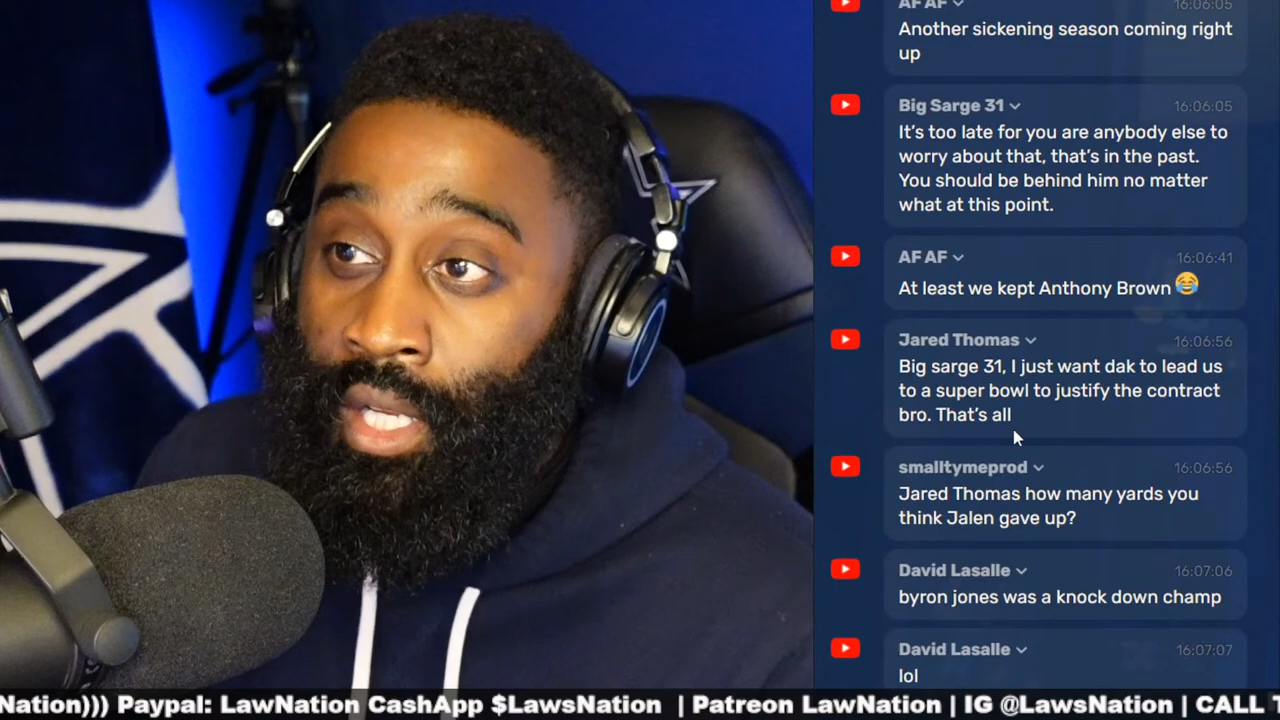 AF AF 16:06:05
Another sickening season coming right
up
Big Sarge 31 16:06:05
It’s too late for you are anybody else to
worry about that, that’s in the past.
You should be behind him no matter
what at this point.
AF AF 16:06:41
At least we kept Anthony Brown😂
Jared Thomas 16:06:56
Big sarge 31, I just want dak to lead us
to a super bowl to justify the contract
bro. That’s all
smalltymeprod 16:06:56
Jared Thomas how many yards you
think Jalen gave up?
David Lasalle 16:07:06
byron jones was a knock down champ
David Lasalle 16:07:07
lol
Nation))) Paypal: LawNation CashApp $LawsNation | Patreon LawNation | IG @LawsNation | CALL